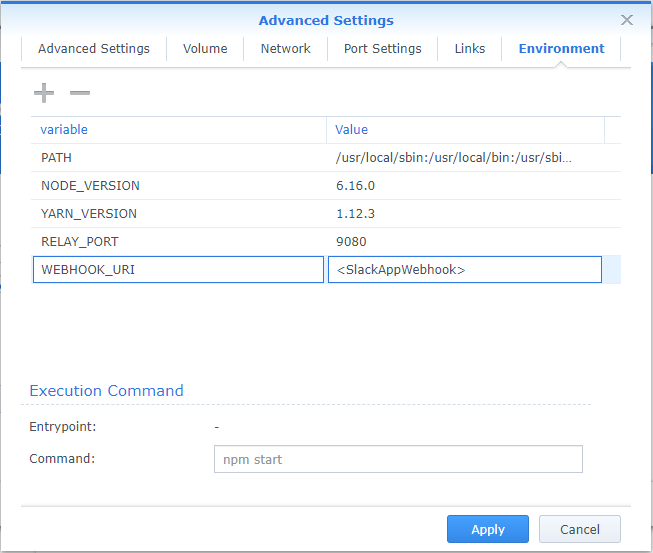 Advanced Settings
Advanced Settings Volume Network Port Settings Links Environment
variable Value
PATH /usr/local/sbin:/usr/local/bin:/usr/sbi...
NODE_VERSION 6.16.0
YARN_VERSION 1.12.3
RELAY_PORT 9080
WEBHOOK_URI <SlackAppWebhook>
Execution Command
Entrypoint: -
Command: npm start
Apply Cancel